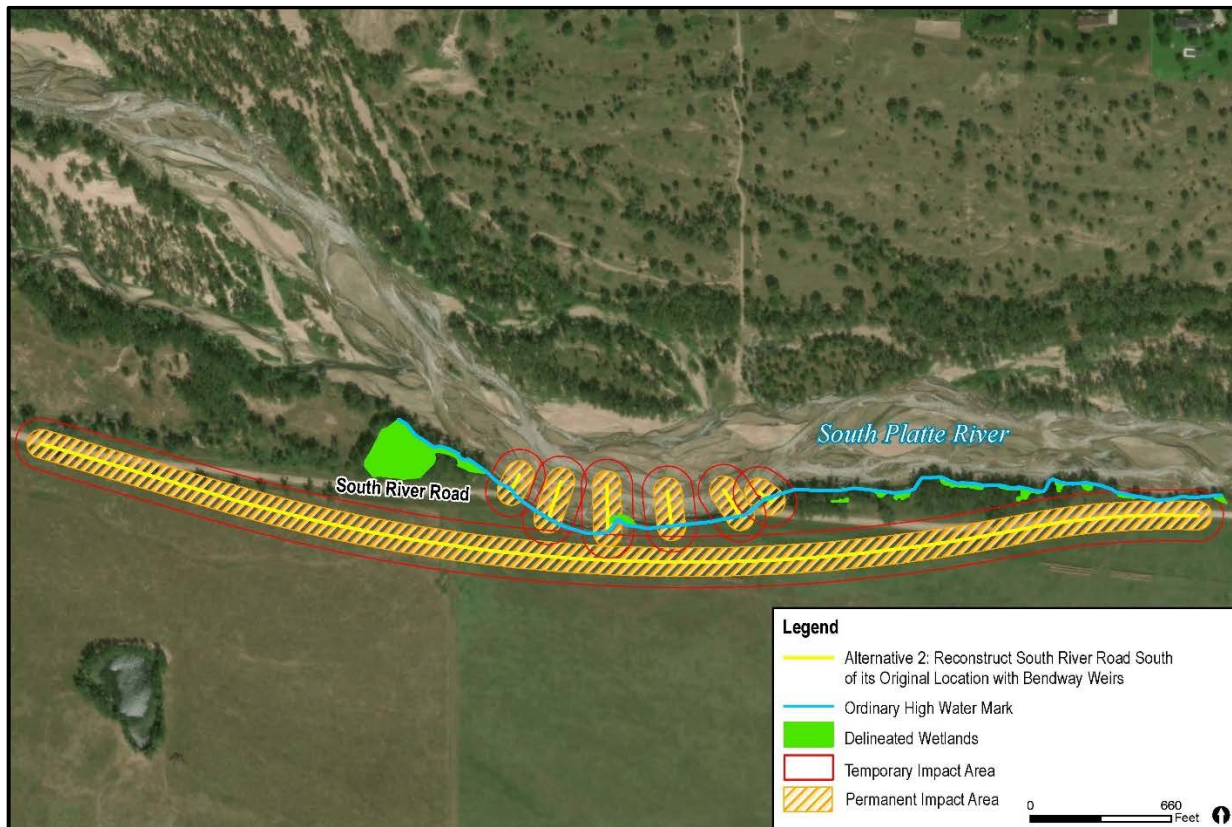 South Platte River
South River Road
Legend
Alternative 2: Reconstruct South River Road South
of its Original Location with Bendway Weirs
Ordinary High Water Mark
Delineated Wetlands
Temporary Impact Area
Permanent Impact Area
0 660
Feet